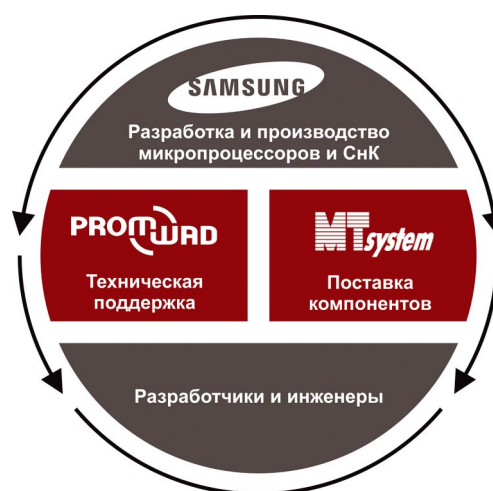 SAMSUNG
Разработка и производство
микропроцессоров и СнК
PROMWAD
Техническая
поддержка
MTsystem
Поставка
компонентов
Разработчики и инженеры